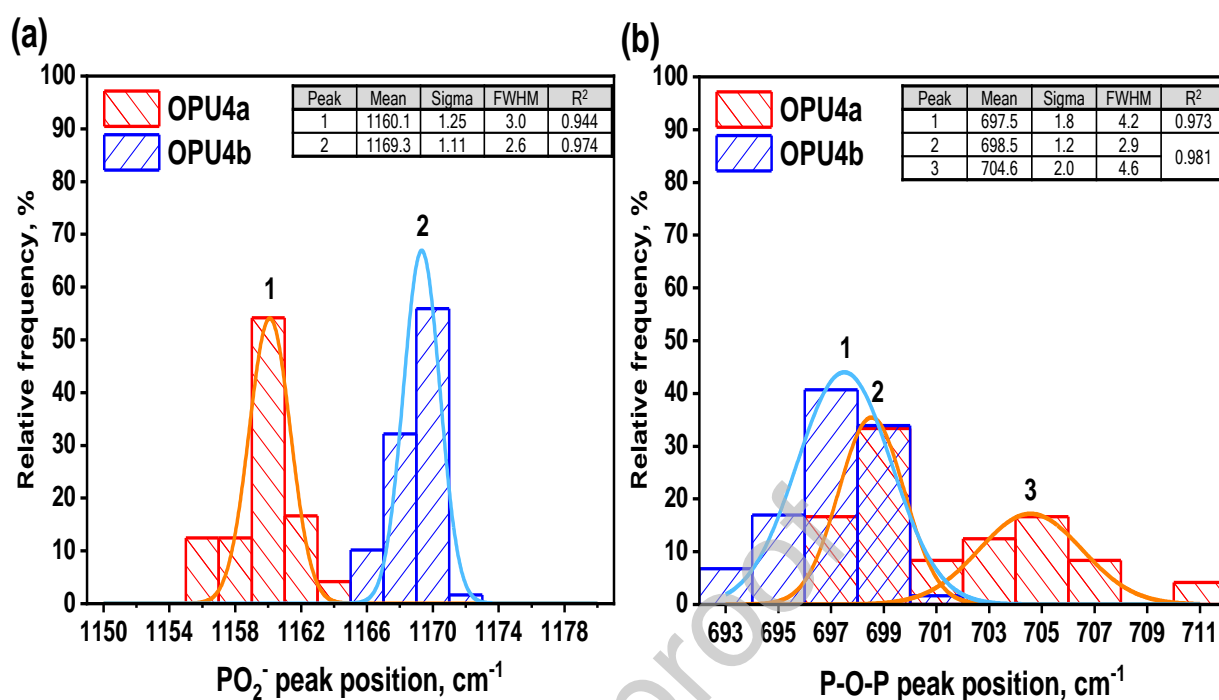 (a)
100
90
80
70
60
50
40
30
20
10
0
Relative frequency, %
OPU4a
OPU4b
Peak Mean Sigma FWHM R²
1 1160.1 1.25 3.0 0.944
2 1169.3 1.11 2.6 0.974
1
2
1150 1154 1158 1162 1166 1170 1174 1178
PO₂⁻ peak position, cm⁻¹
(b)
100
90
80
70
60
50
40
30
20
10
0
Relative frequency, %
OPU4a
OPU4b
Peak Mean Sigma FWHM R²
1 697.5 1.8 4.2 0.973
2 698.5 1.2 2.9 0.981
3 704.6 2.0 4.6
1
2
3
693 695 697 699 701 703 705 707 709 711
P-O-P peak position, cm⁻¹
proof